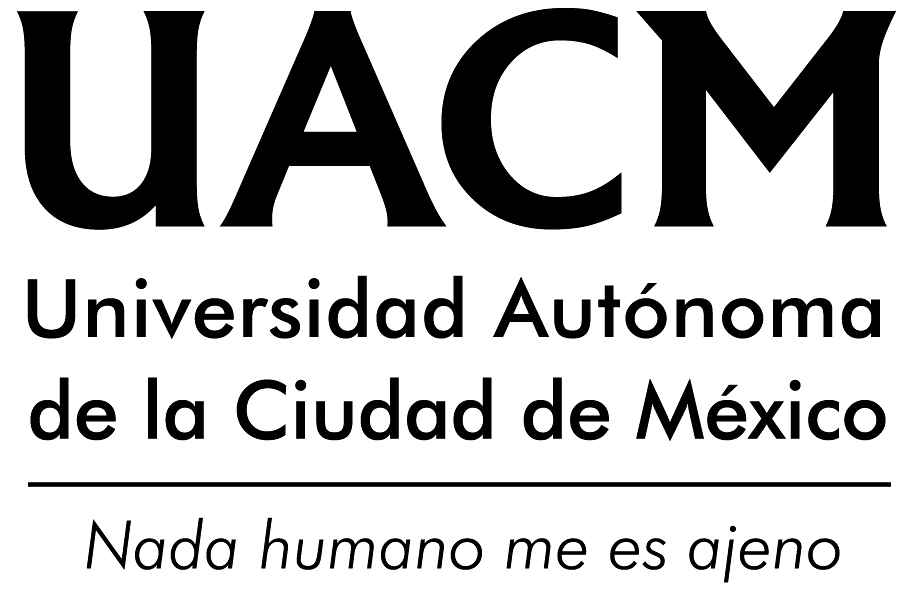 UACM
Universidad Autónoma
de la Ciudad de México
Nada humano me es ajeno